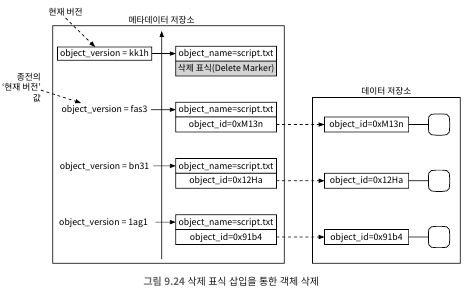 현재 버전
메타데이터 저장소
object_version = kk1h
object_name=script.txt
삭제 표식(Delete Marker)
종전의
'현재 버전'
값
object_version = fas3
object_name=script.txt
object_id=0xM13n
object_version = bn31
object_name=script.txt
object_id=0x12Ha
object_version = 1ag1
object_name=script.txt
object_id=0x91b4
데이터 저장소
object_id=0xM13n
object_id=0x12Ha
object_id=0x91b4
그림 9.24 삭제 표식 삽입을 통한 객체 삭제